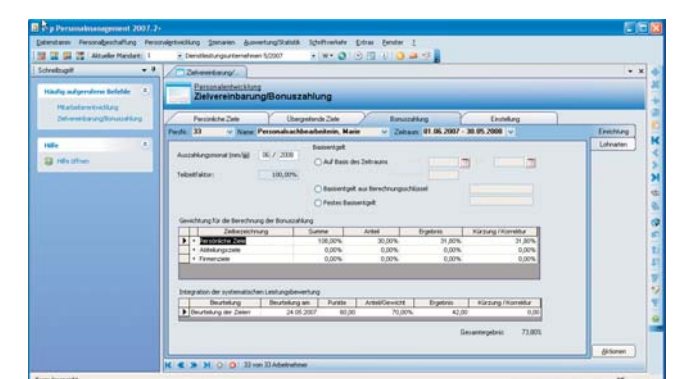 p Personalmanagement 2007.2
Datenstamm Personalbeschaffung Personalentwicklung Szenarien Auswertung/Statistik Schriftverkehr Extras Fenster ?
Aktueller Mandant: 1 Dienstleistungsunternehmen 5/2007
Schnellzugriff
Zielvereinbarung/...
Häufig aufgerufene Befehle
Mitarbeiterentwicklung
Zielvereinbarung/Bonuszahlung
Hilfe
Hilfe öffnen
Personalentwicklung
Zielvereinbarung/Bonuszahlung
Persönliche Ziele Übergreifende Ziele Bonuszahlung Einstellung
PersNr. 33 Name Personalsachbearbeiterin, Marie Zeitraum 01.06.2007 - 30.05.2008
Einrichtung
Lohnarten
Basisentgelt
Auszahlungsmonat 06 / 2008
Auf Basis des Zeitraums
Teilzeitfaktor: 100,00%
Basisentgelt aus Berechnungsschlüssel
Festes Basisentgelt
Gewichtung für die Berechnung der Bonuszahlung
Zielbezeichnung Summe Anteil Ergebnis Kürzung / Korrektur
+ Persönliche Ziele 30,00% 31,80% 31,80%
+ Abteilungsziele 0,00% 0,00% 0,00% 0,00%
+ Firmenziele 0,00% 0,00% 0,00% 0,00%
Integration der systematischen Leistungsbewertung
Beurteilung Beurteilung am Punkte Anteil/Gewicht Ergebnis Kürzung / Korrektur
Beurteilung der Zielen 24.05.2007 60,00 70,00% 42,00 0,00
Gesamtergebnis: 73,80%
Aktionen
33 von 33 Arbeitnehmer